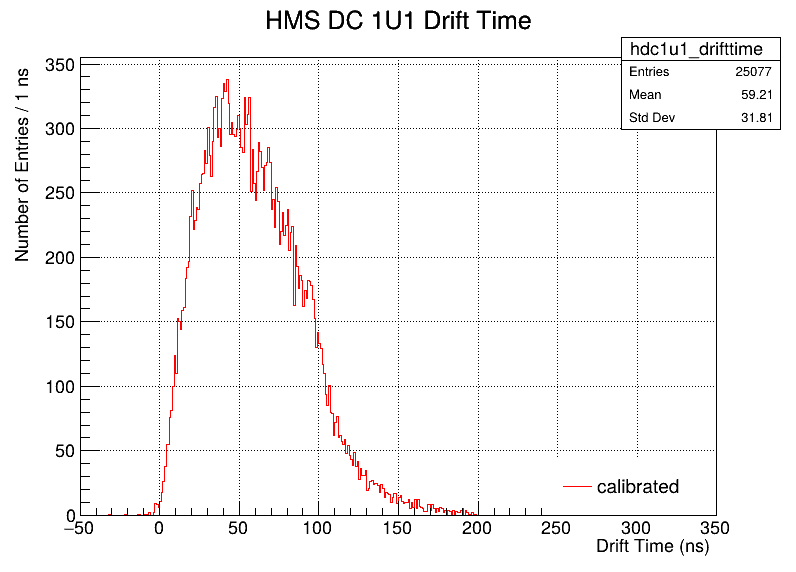 HMS DC 1U1 Drift Time
hdc1u1_drifttime
Entries 25077
Mean 59.21
Std Dev 31.81
Number of Entries / 1 ns
350
300
250
200
150
100
50
0
calibrated
−50 0 50 100 150 200 250 300 350
Drift Time (ns)